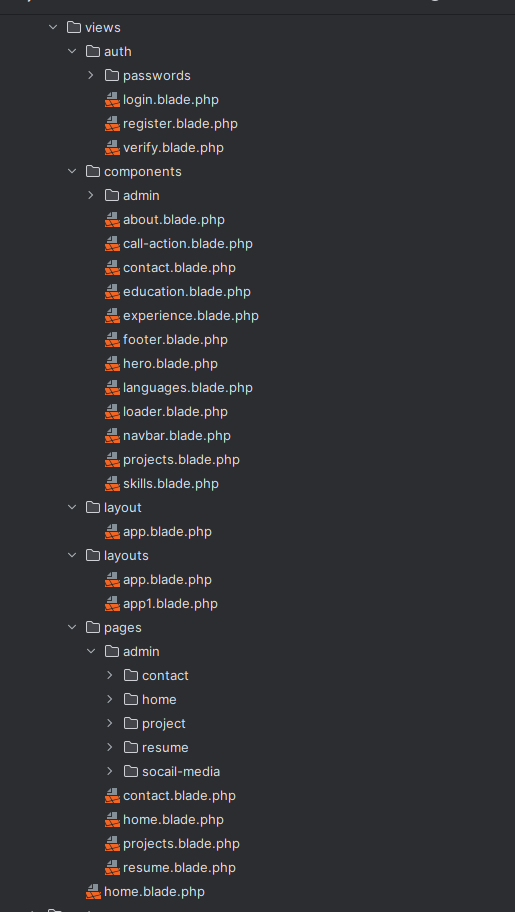 views
auth
passwords
login.blade.php
register.blade.php
verify.blade.php
components
admin
about.blade.php
call-action.blade.php
contact.blade.php
education.blade.php
experience.blade.php
footer.blade.php
hero.blade.php
languages.blade.php
loader.blade.php
navbar.blade.php
projects.blade.php
skills.blade.php
layout
app.blade.php
layouts
app.blade.php
app1.blade.php
pages
admin
contact
home
project
resume
socail-media
contact.blade.php
home.blade.php
projects.blade.php
resume.blade.php
home.blade.php